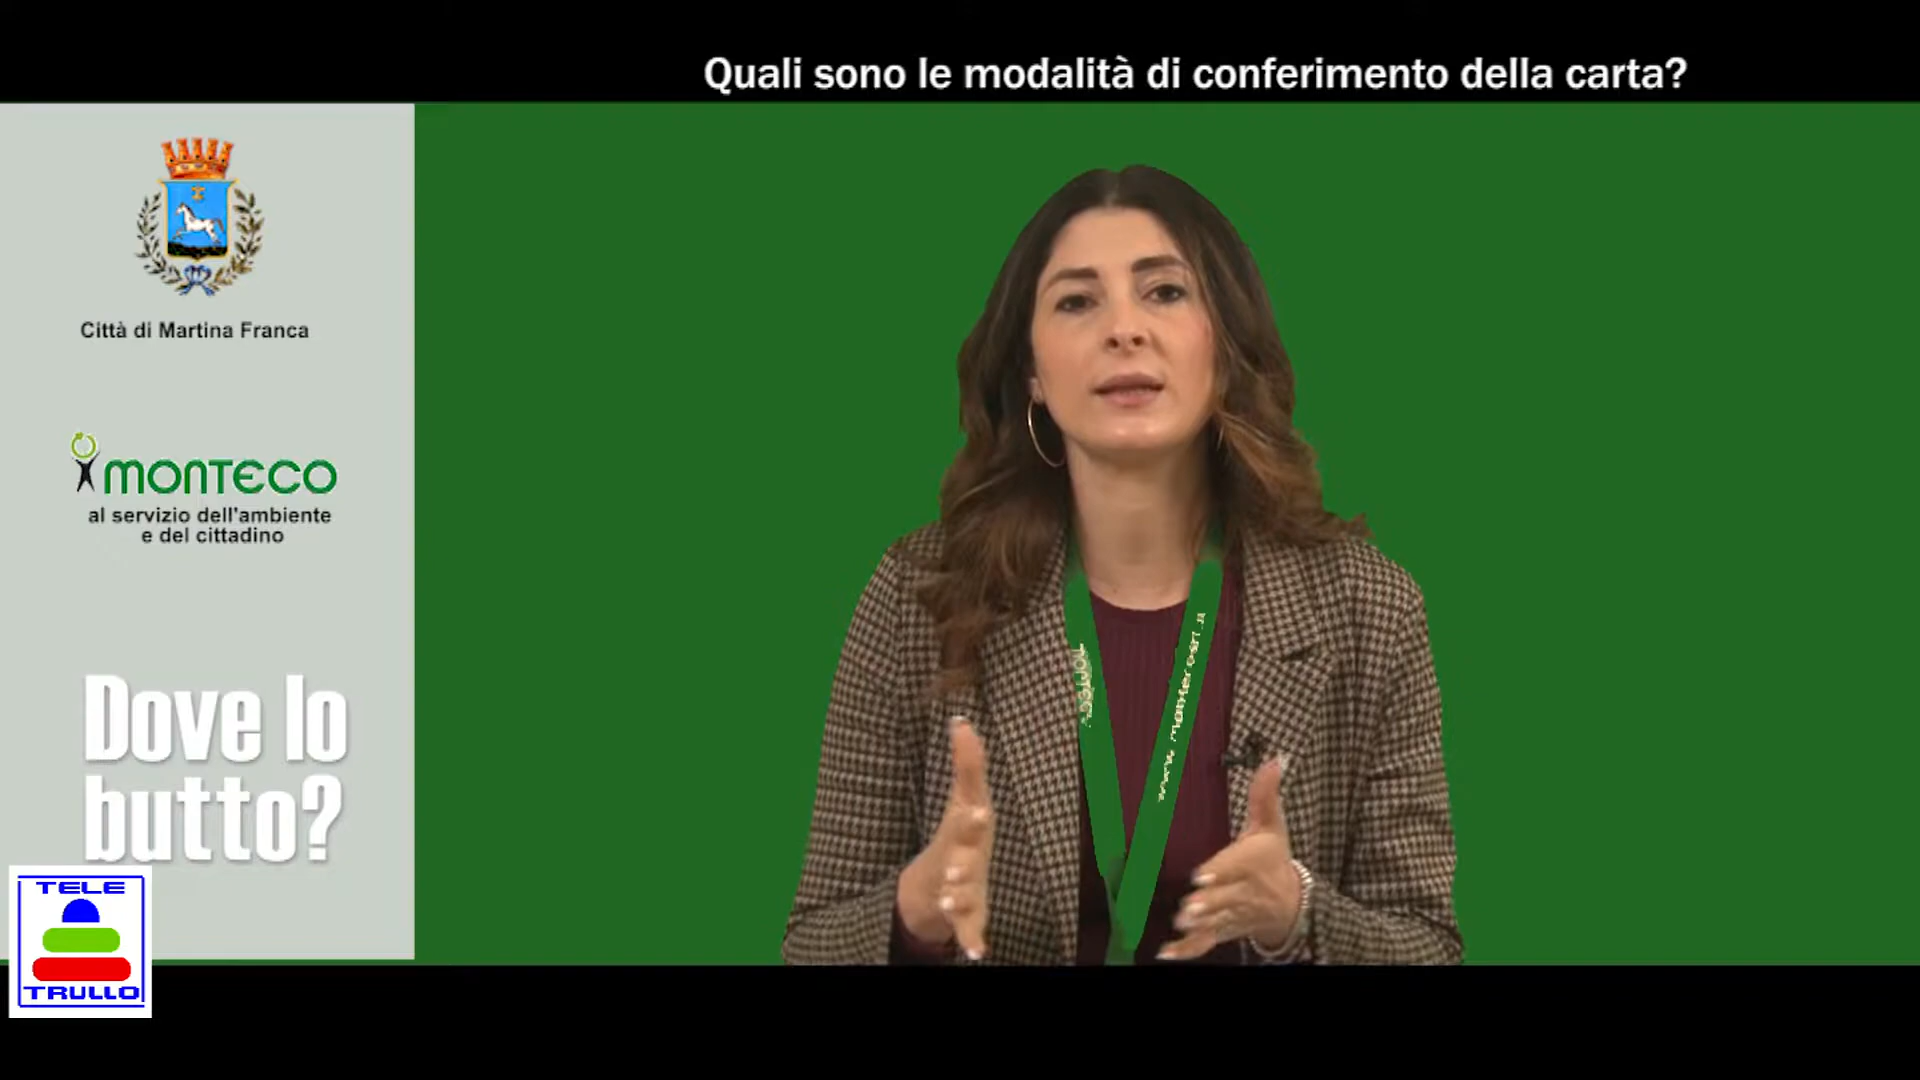 Quali sono le modalità di conferimento della carta?
Città di Martina Franca
MONTECO
al servizio dell'ambiente
e del cittadino
Dove lo
butto?
TELE
TRULLO